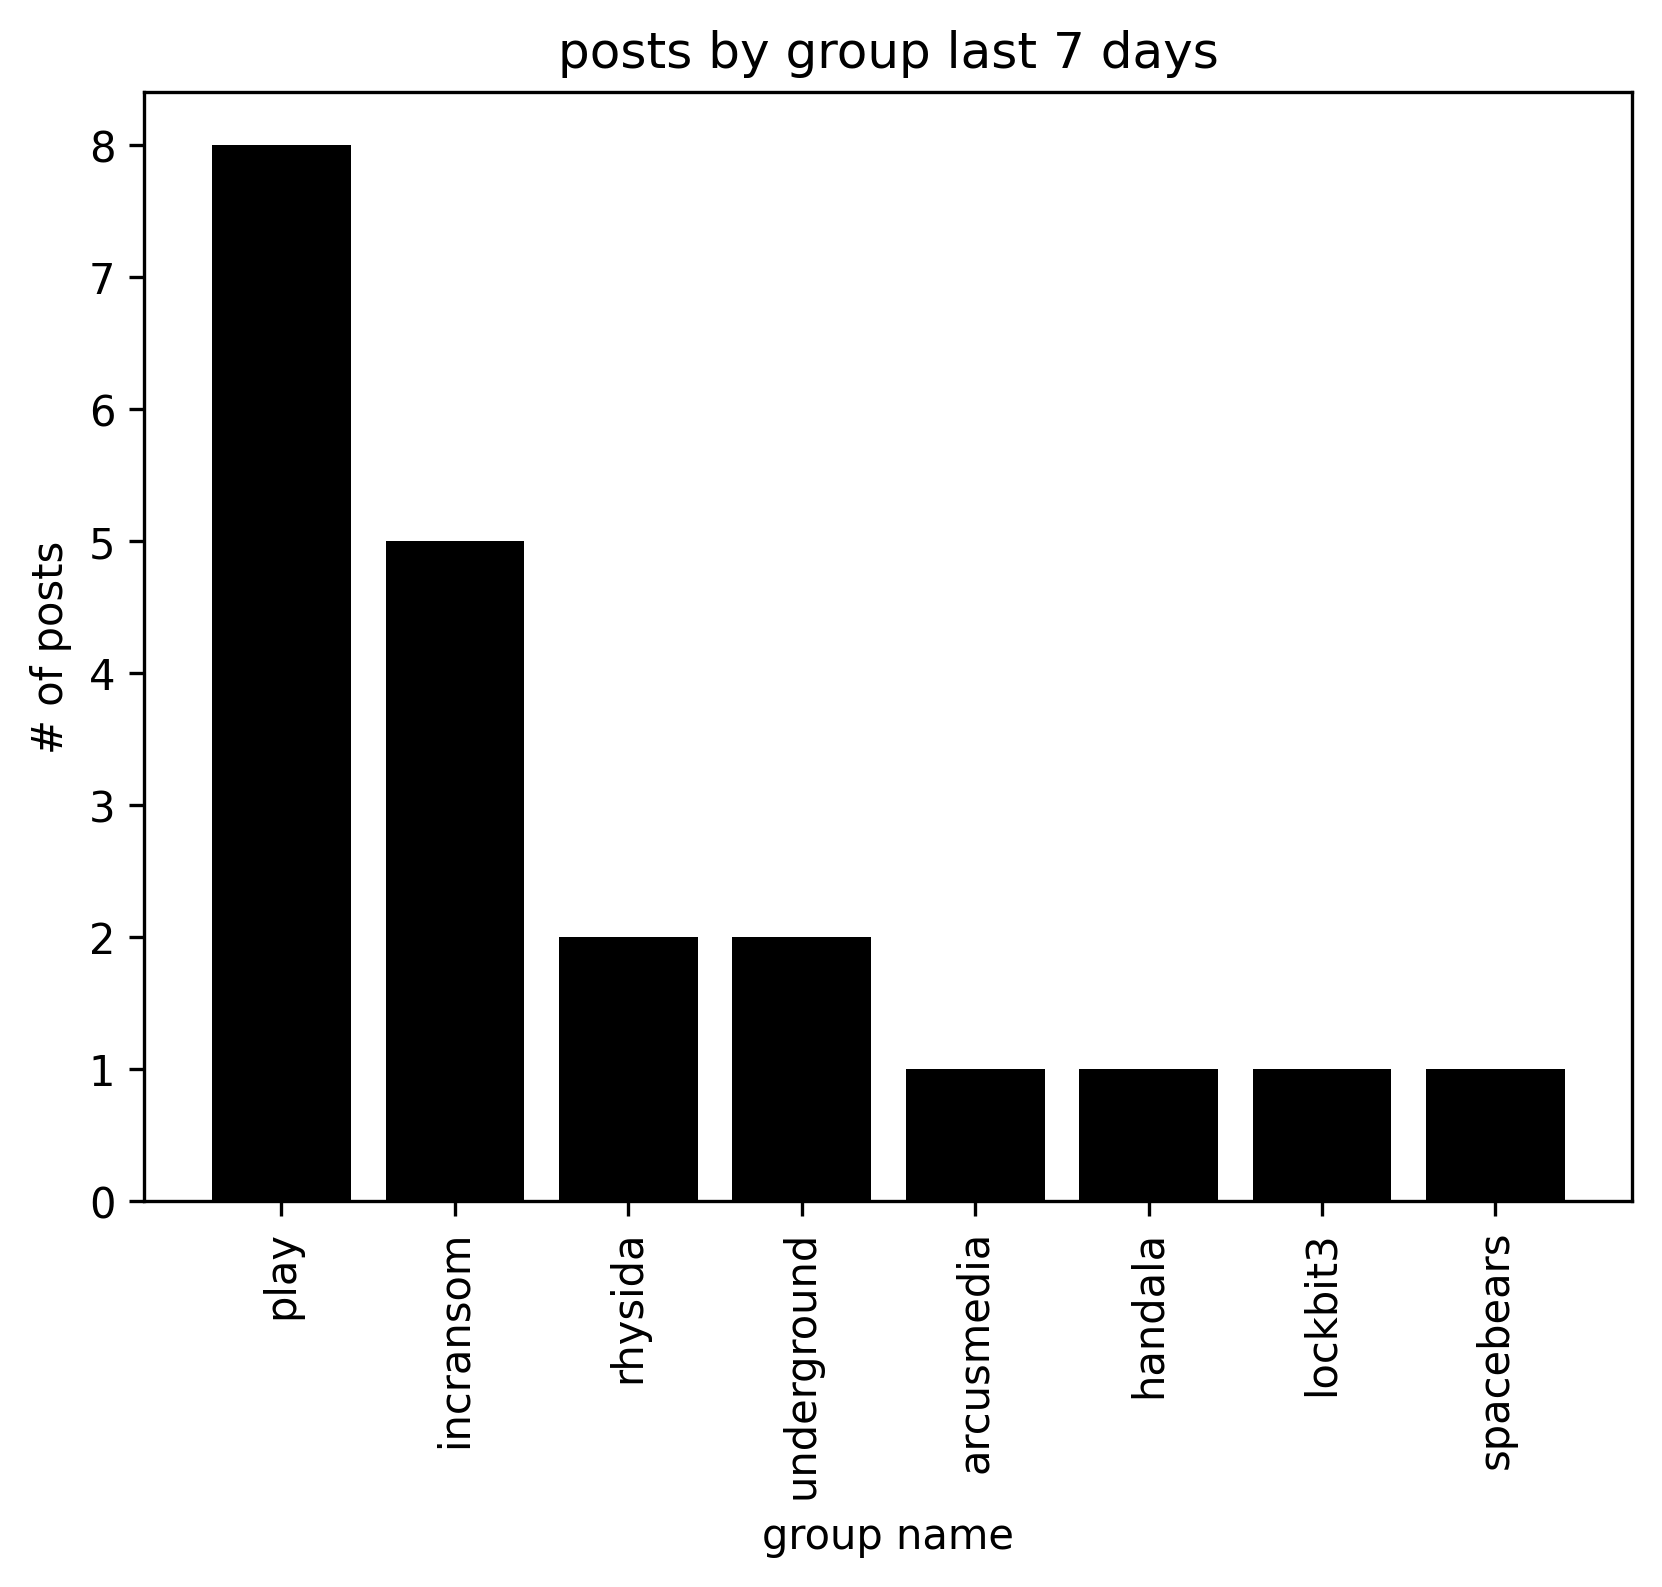 posts by group last 7 days
# of posts
8
7
6
5
4
3
2
1
0
play
incransom
rhysida
underground
arcusmedia
handala
lockbit3
spacebears
group name